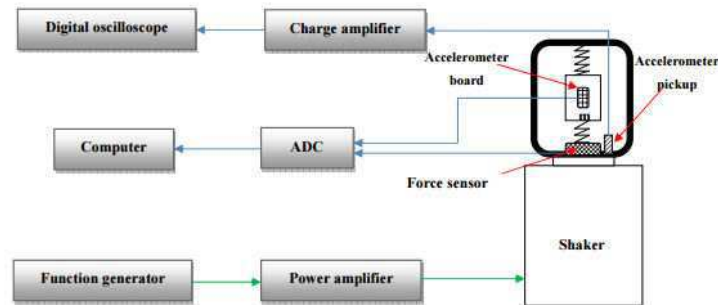 Digital oscilloscope
Charge amplifier
Accelerometer
board
Accelerometer
pickup
Computer
ADC
Force sensor
Shaker
Function generator
Power amplifier